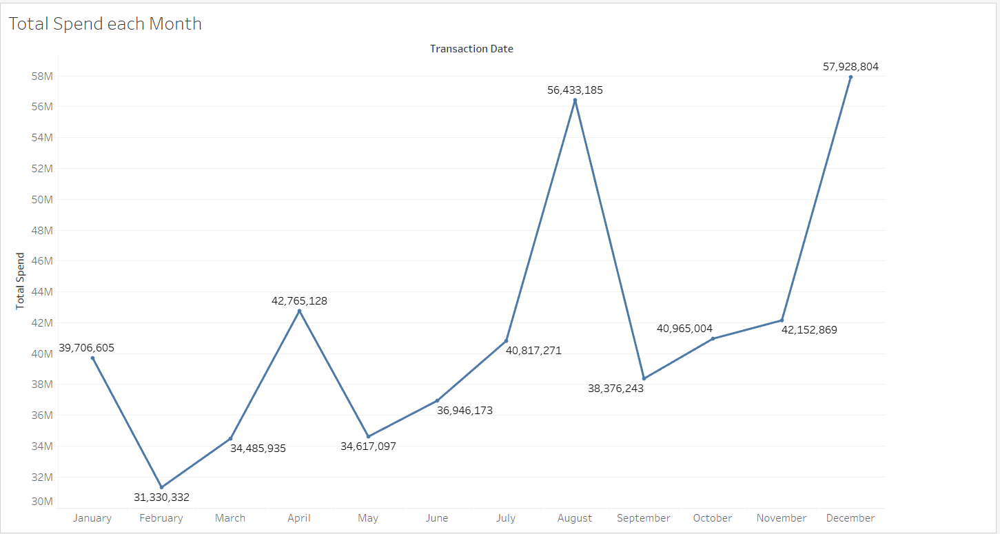 Total Spend each Month
Transaction Date
Total Spend
58M
56M
54M
52M
50M
48M
46M
44M
42M
40M
38M
36M
34M
32M
30M
39,706,605
31,330,332
34,485,935
42,765,128
34,617,097
36,946,173
40,817,271
56,433,185
38,376,243
40,965,004
42,152,869
57,928,804
January February March April May June July August September October November December